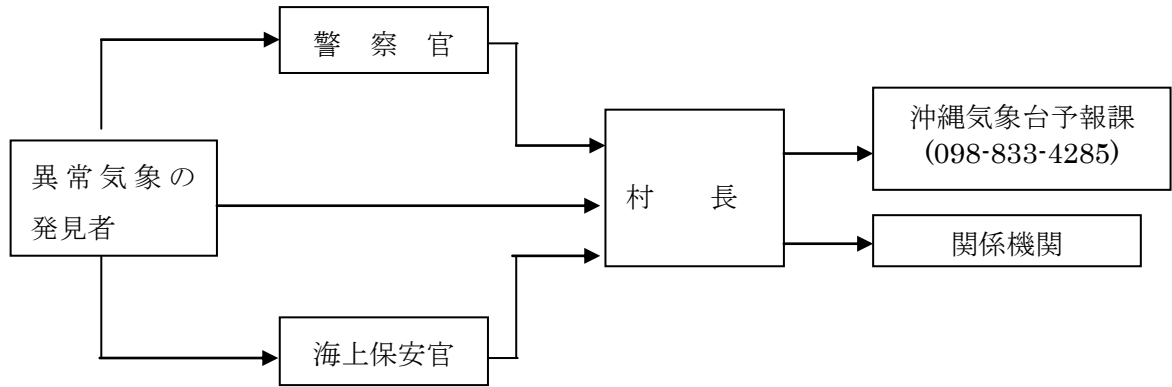 警察官
異常気象の
発見者
海上保安官
村長
沖縄気象台予報課
(098-833-4285)
関係機関